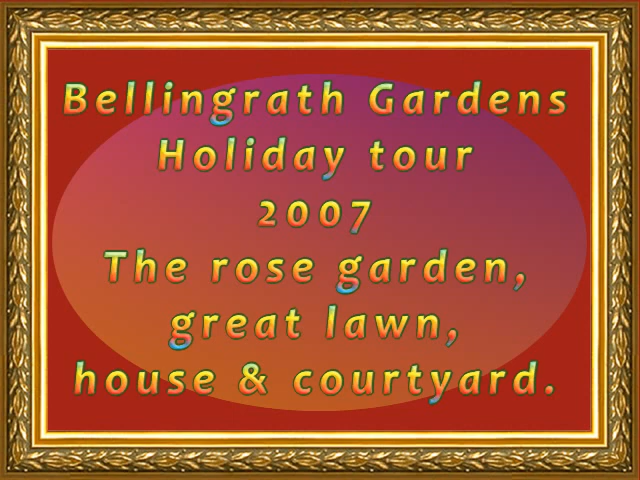 Bellingrath Gardens
Holiday tour
2007
The rose garden,
great lawn,
house & courtyard.